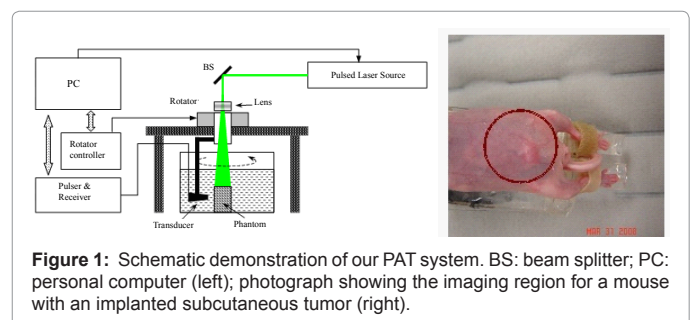 BS
Pulsed Laser Source
PC
Lens
Rotator
Rotator
controller
Pulser &
Receiver
Transducer
Phantom
MAR 31 2008
Figure 1: Schematic demonstration of our PAT system. BS: beam splitter; PC:
personal computer (left); photograph showing the imaging region for a mouse
with an implanted subcutaneous tumor (right).